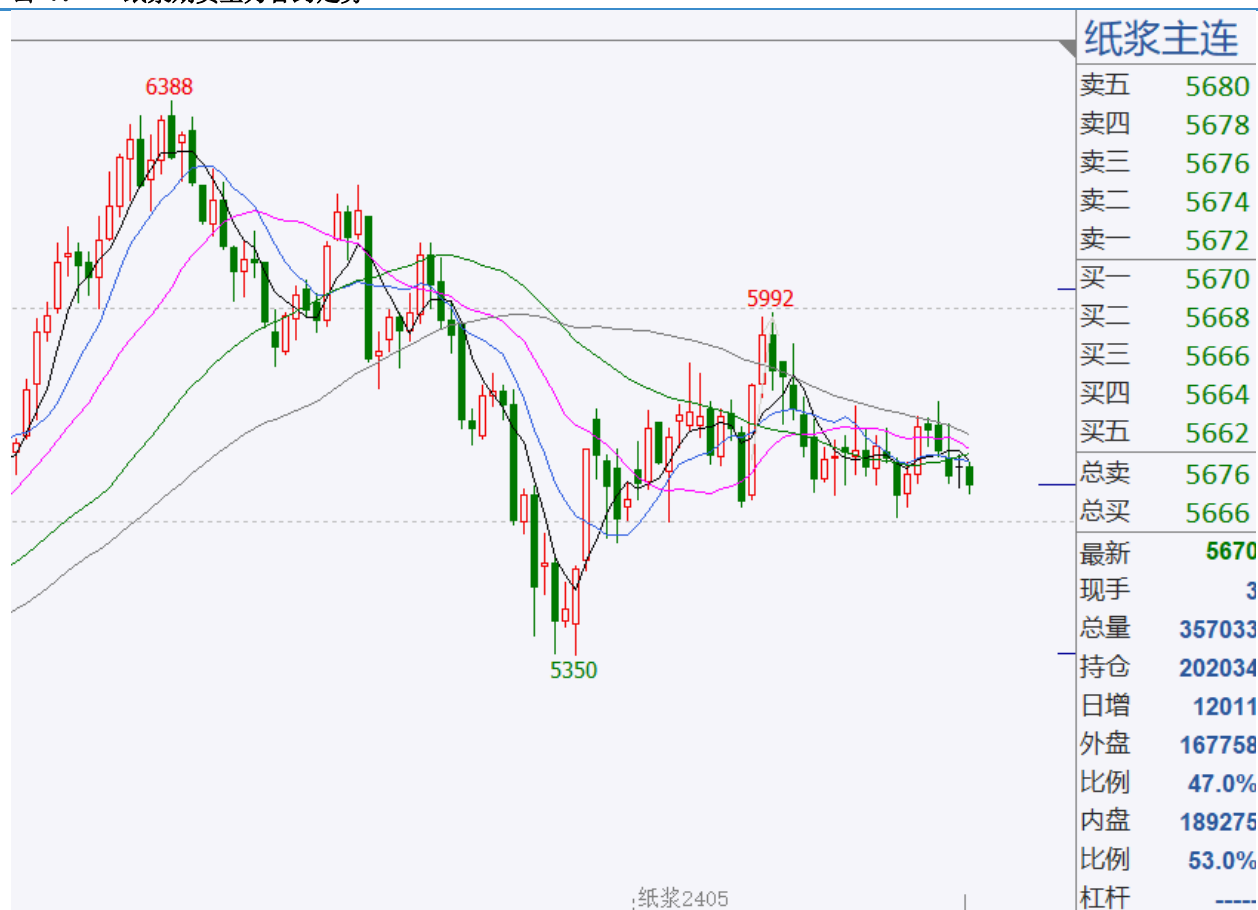 纸浆主连
6388
5992
5350
纸浆2405
卖五 5680
卖四 5678
卖三 5676
卖二 5674
卖一 5672
买一 5670
买二 5668
买三 5666
买四 5664
买五 5662
总卖 5676
总买 5666
最新 5670
现手 3
总量 357033
持仓 202034
日增 12011
外盘 167758
比例 47.0%
内盘 189275
比例 53.0%
杠杆 -----